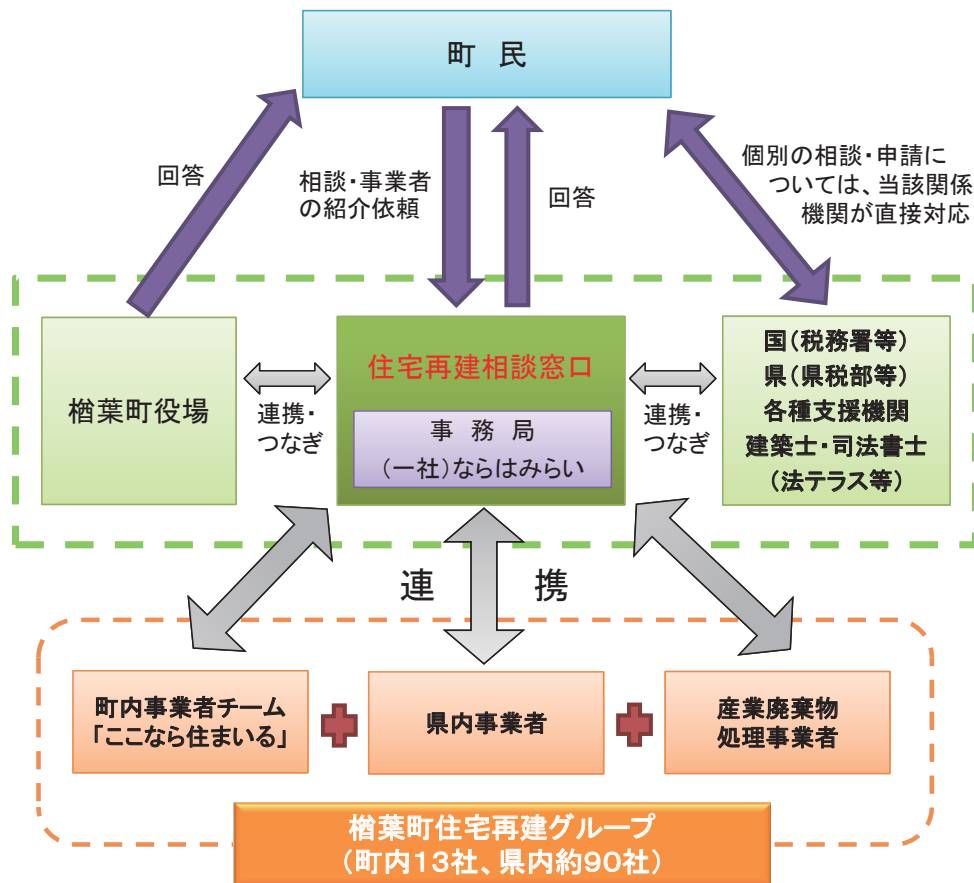 町 民
回答
相談・事業者
の紹介依頼
回答
個別の相談・申請に
ついては、当該関係
機関が直接対応
楢葉町役場
連携・
つなぎ
住宅再建相談窓口
事 務 局
(一社)ならはみらい
連携・
つなぎ
国(税務署等)
県(県税部等)
各種支援機関
建築士・司法書士
(法テラス等)
連 携
町内事業者チーム
「ここなら住まいる」
県内事業者
産業廃棄物
処理事業者
楢葉町住宅再建グループ
(町内13社、県内約90社)